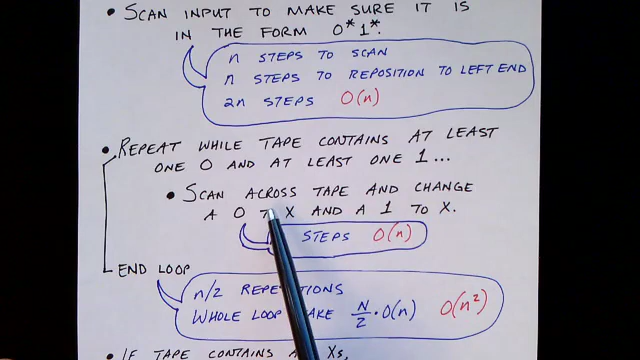 • SCAN INPUT TO MAKE SURE IT IS
IN THE FORM 0*1*.
n STEPS TO SCAN
n STEPS TO REPOSITION TO LEFT END
2n STEPS O(n)
• REPEAT WHILE TAPE CONTAINS AT LEAST
ONE 0 AND AT LEAST ONE 1...
• SCAN ACROSS TAPE AND CHANGE
A 0 TO X AND A 1 TO X.
STEPS O(n)
END LOOP
n/2 REPETITIONS
WHOLE LOOP N/2 · O(n) O(n²)
• IF TAPE CONTAINS Xs,